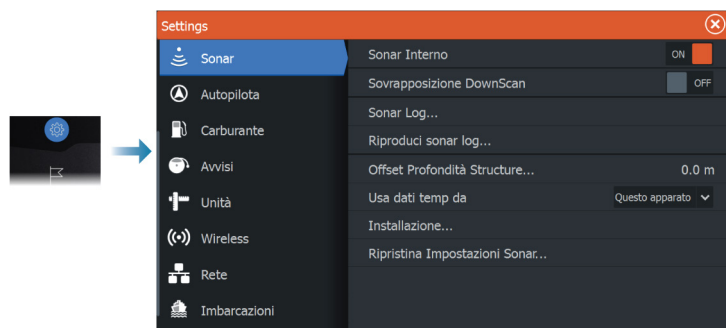 Settings
Sonar
Autopilota
Carburante
Avvisi
Unità
Wireless
Rete
Imbarcazioni
Sonar Interno ON
Sovrapposizione DownScan OFF
Sonar Log...
Riproduci sonar log...
Offset Profondità Structure... 0.0 m
Usa dati temp da Questo apparato
Installazione...
Ripristina Impostazioni Sonar...